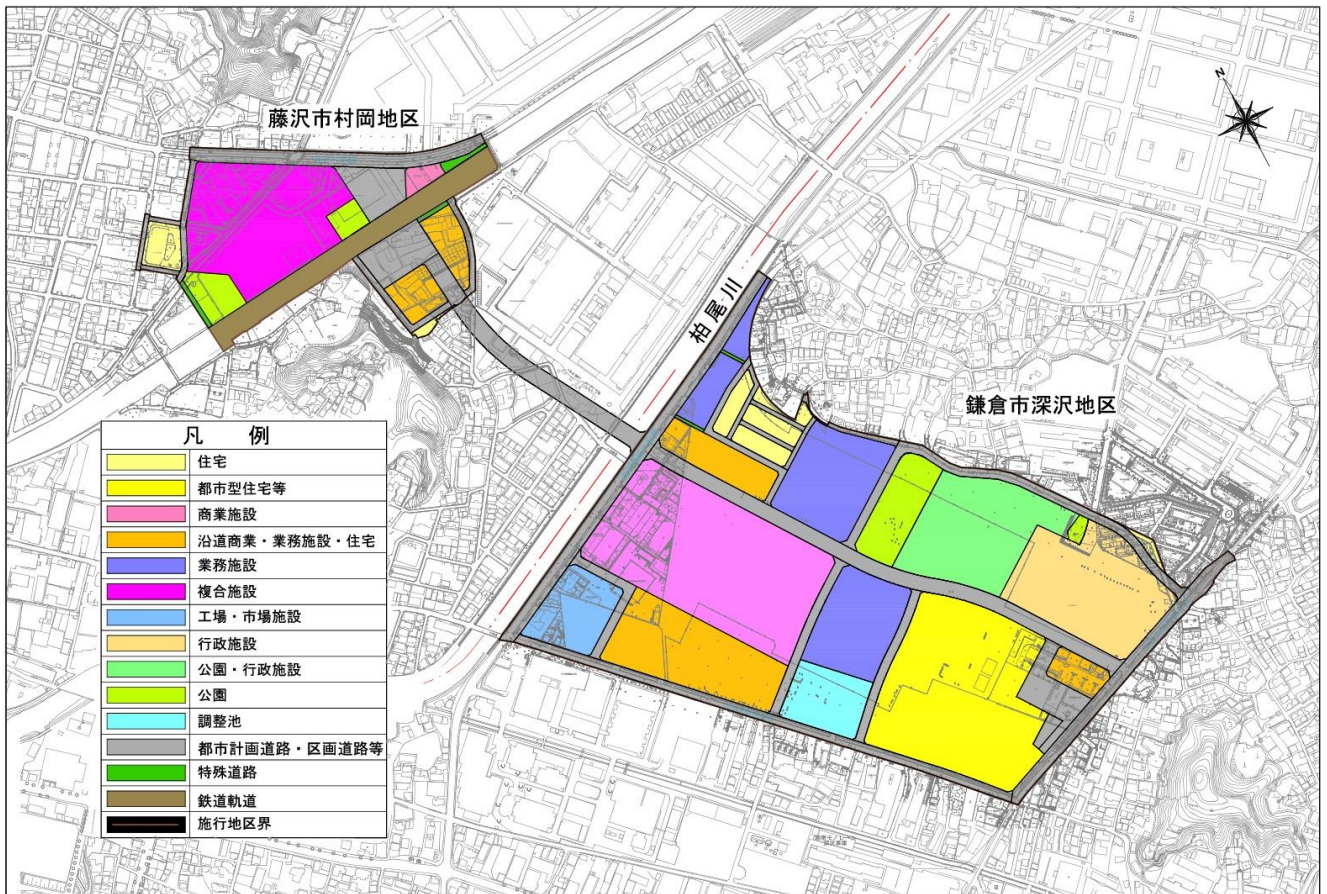 N
藤沢市村岡地区
柏尾川
鎌倉市深沢地区
凡 例
住宅
都市型住宅等
商業施設
沿道商業・業務施設・住宅
業務施設
複合施設
工場・市場施設
行政施設
公園・行政施設
公園
調整池
都市計画道路・区画道路等
特殊道路
鉄道軌道
施行地区界